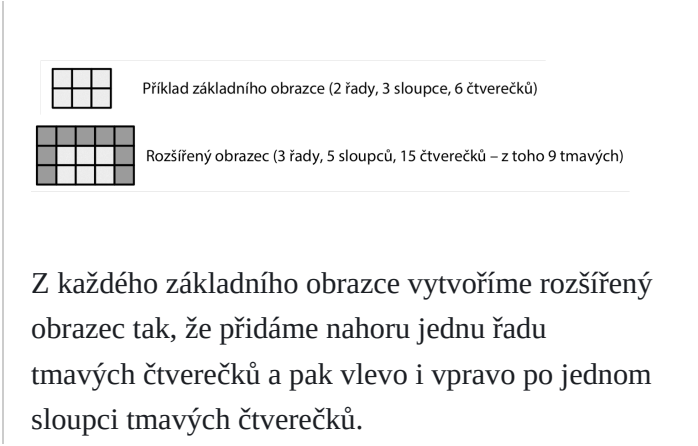 Příklad základního obrazce (2 řady, 3 sloupce, 6 čtverečků)
Rozšířený obrazec (3 řady, 5 sloupců, 15 čtverečků – z toho 9 tmavých)
Z každého základního obrazce vytvoříme rozšířený
obrazec tak, že přidáme nahoru jednu řadu
tmavých čtverečků a pak vlevo i vpravo po jednom
sloupci tmavých čtverečků.